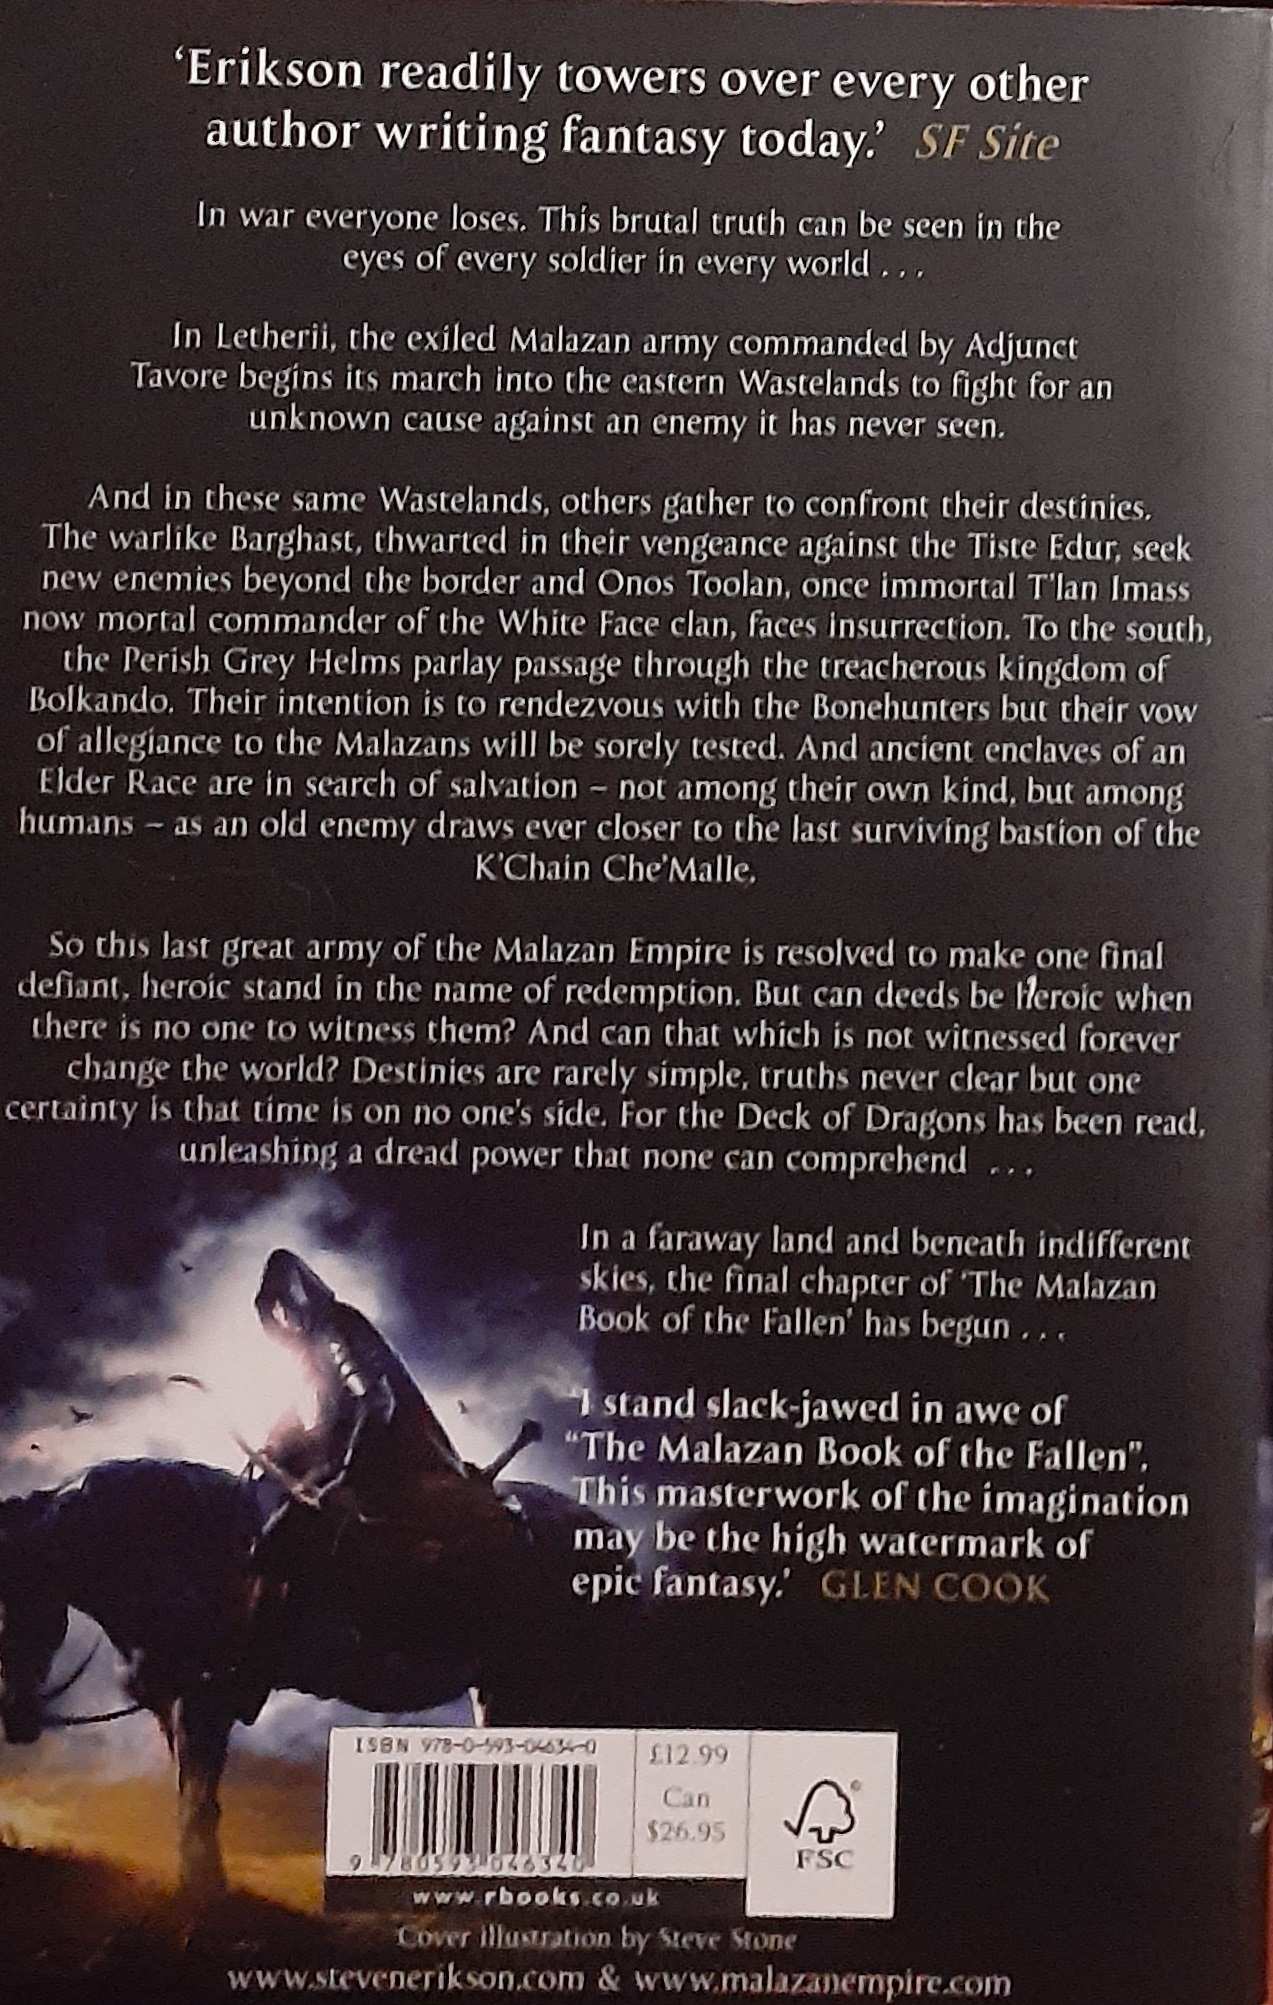 ‘Erikson readily towers over every other
author writing fantasy today.’ SF Site
In war everyone loses. This brutal truth can be seen in the
eyes of every soldier in every world . . .
In Letherii, the exiled Malazan army commanded by Adjunct
Tavore begins its march into the eastern Wastelands to fight for an
unknown cause against an enemy it has never seen.
And in these same Wastelands, others gather to confront their destinies.
The warlike Barghast, thwarted in their vengeance against the Tiste Edur, seek
new enemies beyond the border and Onos Toolan, once immortal T'lan Imass
now mortal commander of the White Face clan, faces insurrection. To the south,
the Perish Grey Helms parlay passage through the treacherous kingdom of
Bolkando. Their intention is to rendezvous with the Bonehunters but their vow
of allegiance to the Malazans will be sorely tested. And ancient enclaves of an
Elder Race are in search of salvation – not among their own kind, but among
humans – as an old enemy draws ever closer to the last surviving bastion of the
K'Chain Che'Malle.
So this last great army of the Malazan Empire is resolved to make one final
defiant, heroic stand in the name of redemption. But can deeds be heroic when
there is no one to witness them? And can that which is not witnessed forever
change the world? Destinies are rarely simple, truths never clear but one
certainty is that time is on no one's side. For the Deck of Dragons has been read,
unleashing a dread power that none can comprehend . . .
In a faraway land and beneath indifferent
skies, the final chapter of 'The Malazan
Book of the Fallen' has begun . . .
‘I stand slack-jawed in awe of
“The Malazan Book of the Fallen”.
This masterwork of the imagination
may be the high watermark of
epic fantasy.’ GLEN COOK
ISBN 978-0-593-04634-0
9 780593 046340
£12.99
Can
$26.95
FSC
www.rbooks.co.uk
Cover illustration by Steve Stone
www.stevenerikson.com & www.malazanempire.com